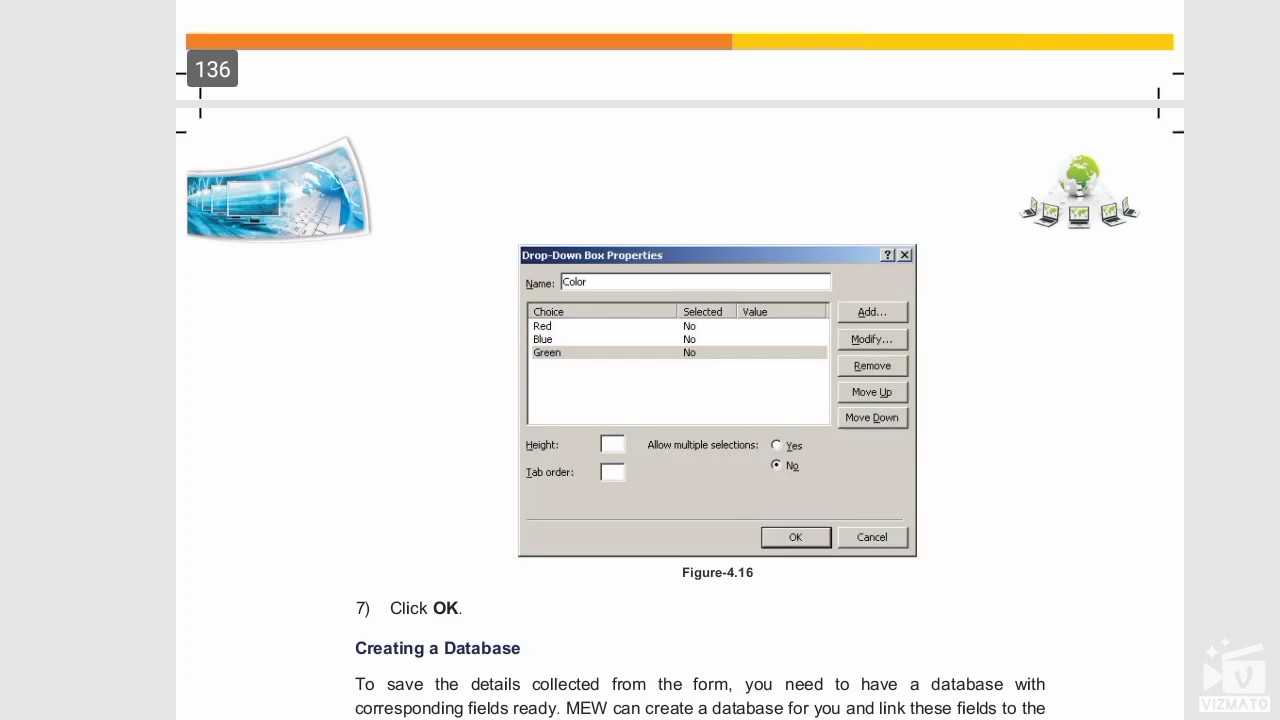 136
Drop-Down Box Properties
? X
Name: Color
Choice Selected Value
Red No
Blue No
Green No
Add...
Modify...
Remove
Move Up
Move Down
Height:
Allow multiple selections: Yes
No
Tab order:
OK Cancel
Figure-4.16
7) Click OK.
Creating a Database
To save the details collected from the form, you need to have a database with
corresponding fields ready. MEW can create a database for you and link these fields to the
V
VIZMATO